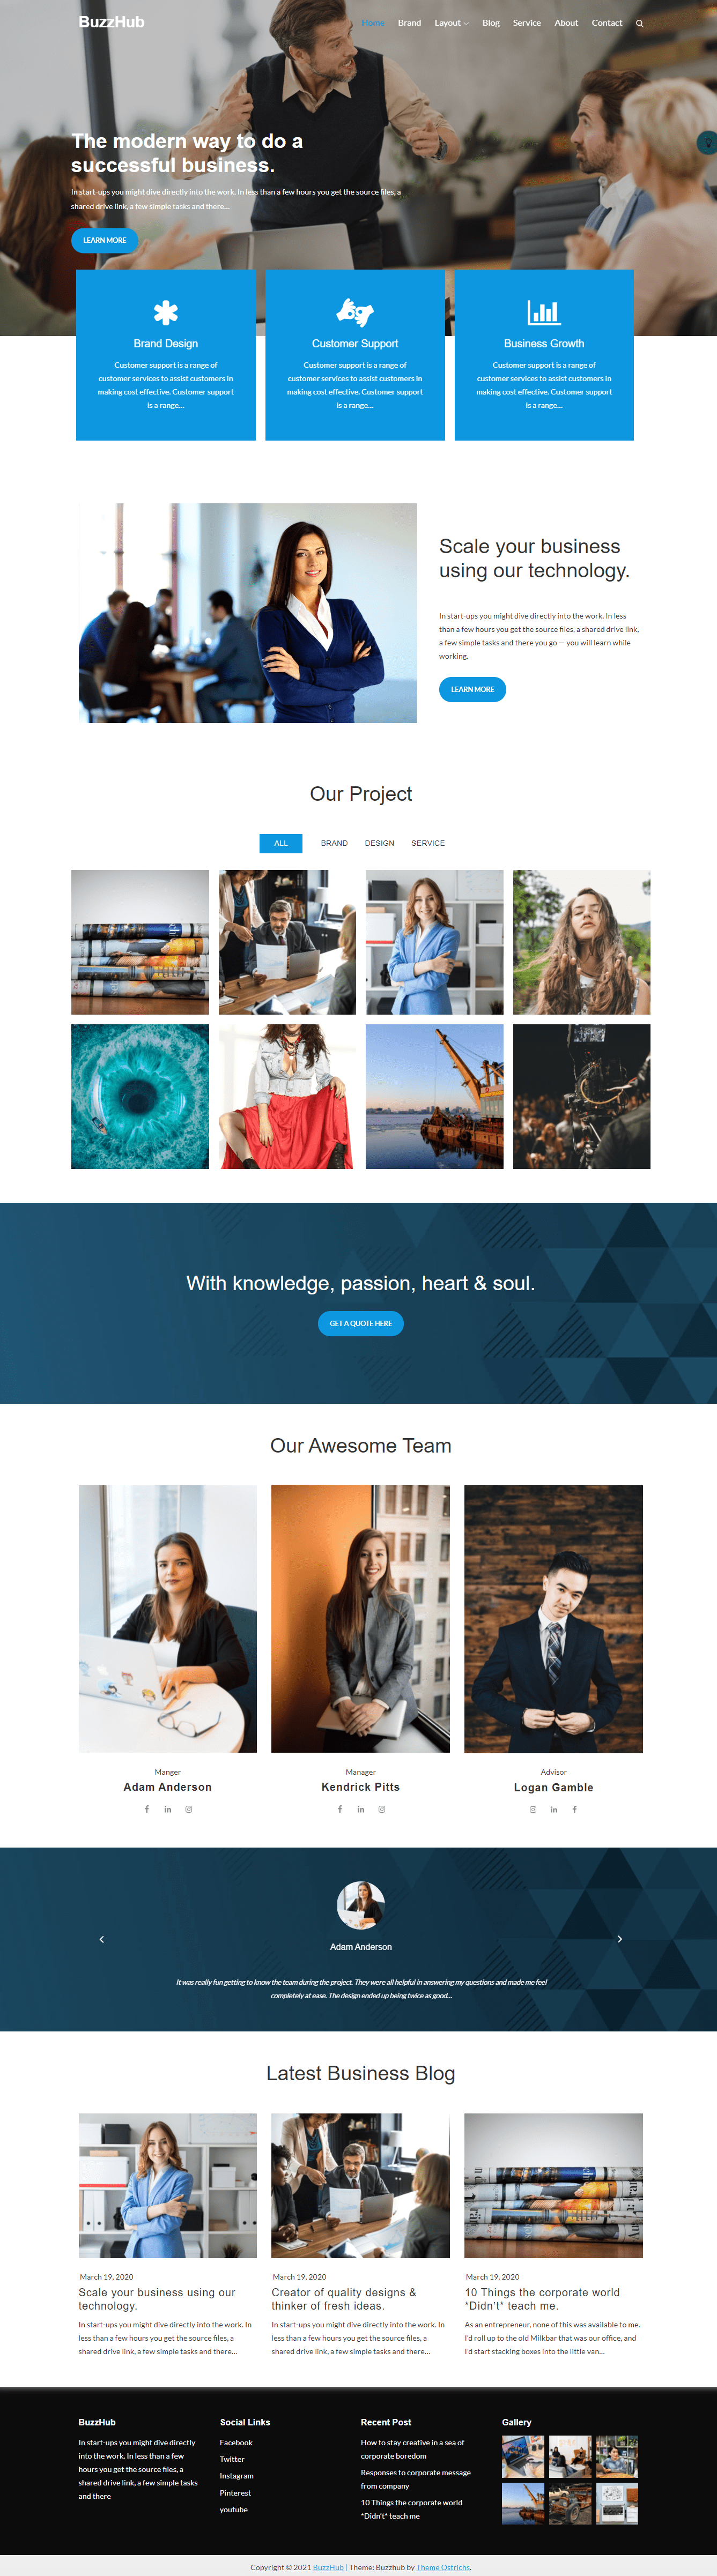 BuzzHub
Home Brand Layout Blog Service About Contact
The modern way to do a
successful business.
In start-ups you might dive directly into the work. In less than a few hours you get the source files, a
shared drive link, a few simple tasks and there...
LEARN MORE
Brand Design
Customer support is a range of
customer services to assist customers in
making cost effective. Customer support
is a range...
Customer Support
Customer support is a range of
customer services to assist customers in
making cost effective. Customer support
is a range...
Business Growth
Customer support is a range of
customer services to assist customers in
making cost effective. Customer support
is a range...
Scale your business
using our technology.
In start-ups you might dive directly into the work. In less
than a few hours you get the source files, a shared drive link,
a few simple tasks and there you go — you will learn while
working.
LEARN MORE
Our Project
ALL BRAND DESIGN SERVICE
With knowledge, passion, heart & soul.
GET A QUOTE HERE
Our Awesome Team
Manger
Adam Anderson
Manager
Kendrick Pitts
Advisor
Logan Gamble
Adam Anderson
It was really fun getting to know the team during the project. They were all helpful in answering my questions and made me feel
completely at ease. The design ended up being twice as good...
Latest Business Blog
March 19, 2020
Scale your business using our
technology.
In start-ups you might dive directly into the work. In
less than a few hours you get the source files, a
shared drive link, a few simple tasks and there...
March 19, 2020
Creator of quality designs &
thinker of fresh ideas.
In start-ups you might dive directly into the work. In
less than a few hours you get the source files, a
shared drive link, a few simple tasks and there...
March 19, 2020
10 Things the corporate world
*Didn't* teach me.
As an entrepreneur, none of this was available to me.
I'd roll up to the old Milkbar that was our office, and
I'd start stacking boxes into the little van...
BuzzHub
In start-ups you might dive directly
into the work. In less than a few
hours you get the source files, a
shared drive link, a few simple tasks
and there
Social Links
Facebook
Twitter
Instagram
Pinterest
youtube
Recent Post
How to stay creative in a sea of
corporate boredom
Responses to corporate message
from company
10 Things the corporate world
*Didn't* teach me
Gallery
Copyright © 2021 BuzzHub | Theme: Buzzhub by Theme Ostrichs.